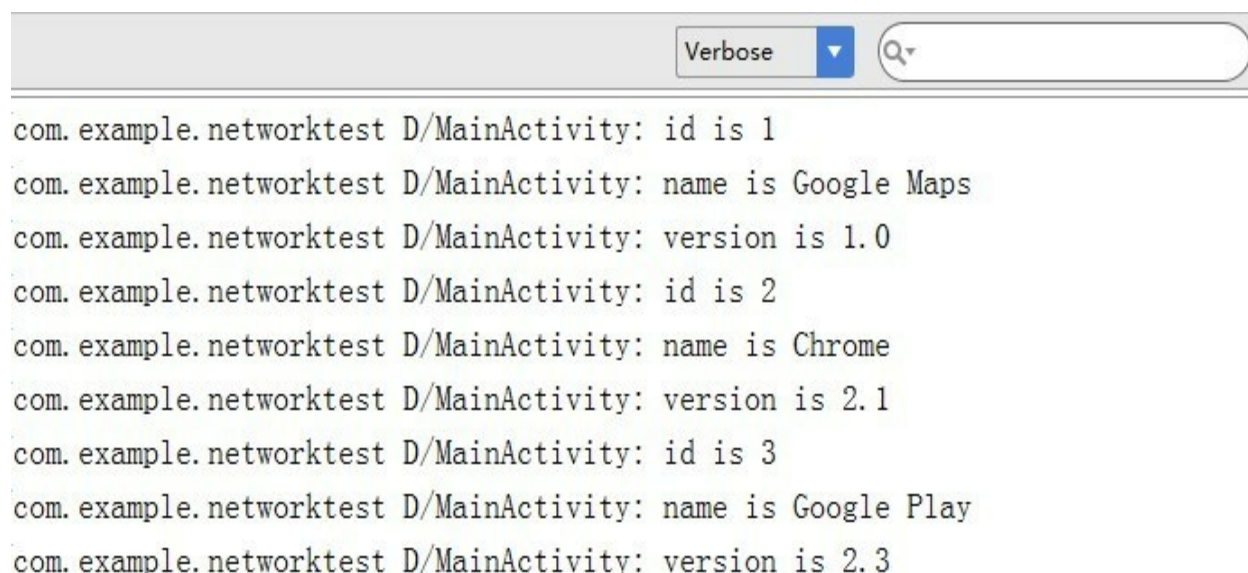 Verbose
com.example.networktest D/MainActivity: id is 1
com.example.networktest D/MainActivity: name is Google Maps
com.example.networktest D/MainActivity: version is 1.0
com.example.networktest D/MainActivity: id is 2
com.example.networktest D/MainActivity: name is Chrome
com.example.networktest D/MainActivity: version is 2.1
com.example.networktest D/MainActivity: id is 3
com.example.networktest D/MainActivity: name is Google Play
com.example.networktest D/MainActivity: version is 2.3